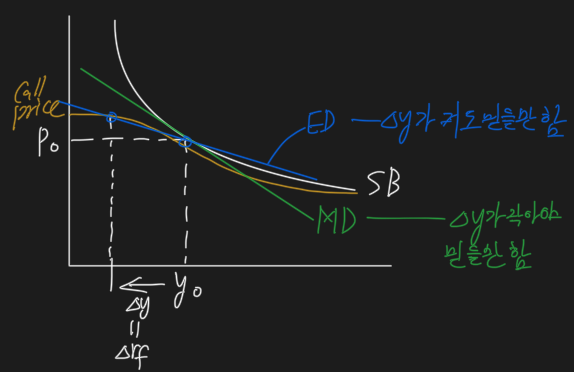 Call
price
P₀
ED — Δy가 커도 믿을만 함
SB
MD — Δy가 작아야
믿을만 함
← y₀
Δy
=
Δrf